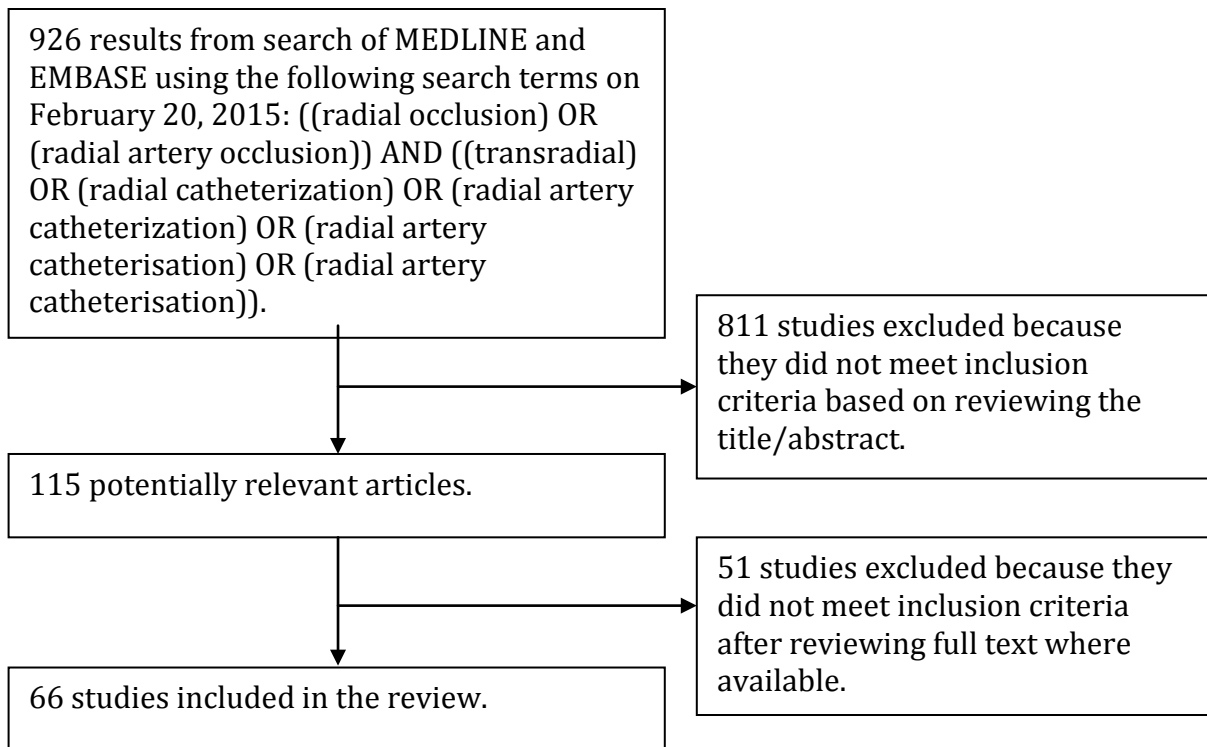 926 results from search of MEDLINE and
EMBASE using the following search terms on
February 20, 2015: ((radial occlusion) OR
(radial artery occlusion)) AND ((transradial)
OR (radial catheterization) OR (radial artery
catheterization) OR (radial artery
catheterisation) OR (radial artery
catheterisation)).
811 studies excluded because
they did not meet inclusion
criteria based on reviewing the
title/abstract.
115 potentially relevant articles.
51 studies excluded because they
did not meet inclusion criteria
after reviewing full text where
available.
66 studies included in the review.